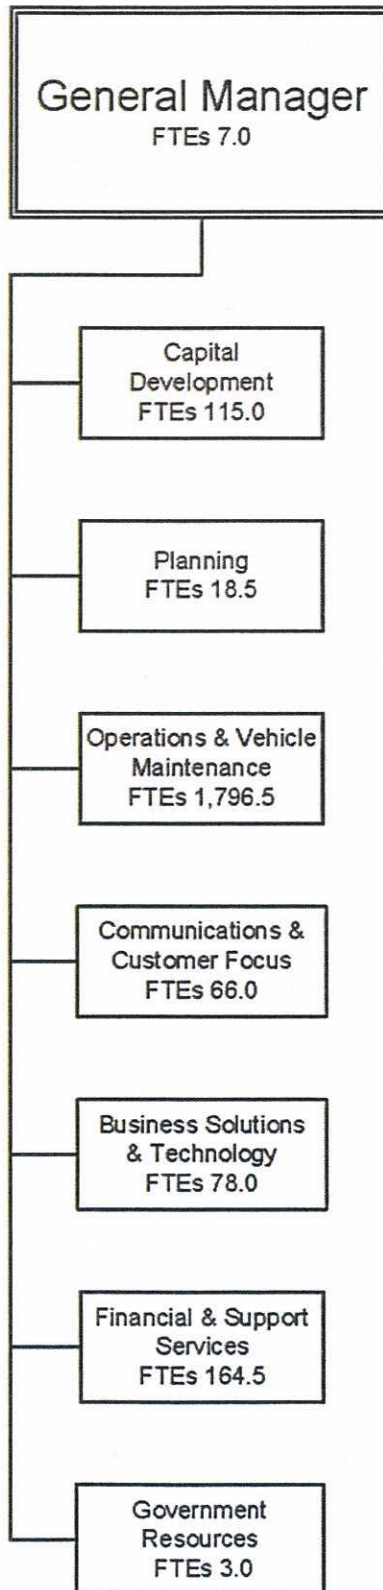 General Manager
FTEs 7.0
Capital
Development
FTEs 115.0
Planning
FTEs 18.5
Operations & Vehicle
Maintenance
FTEs 1,796.5
Communications &
Customer Focus
FTEs 66.0
Business Solutions
& Technology
FTEs 78.0
Financial & Support
Services
FTEs 164.5
Government
Resources
FTEs 3.0